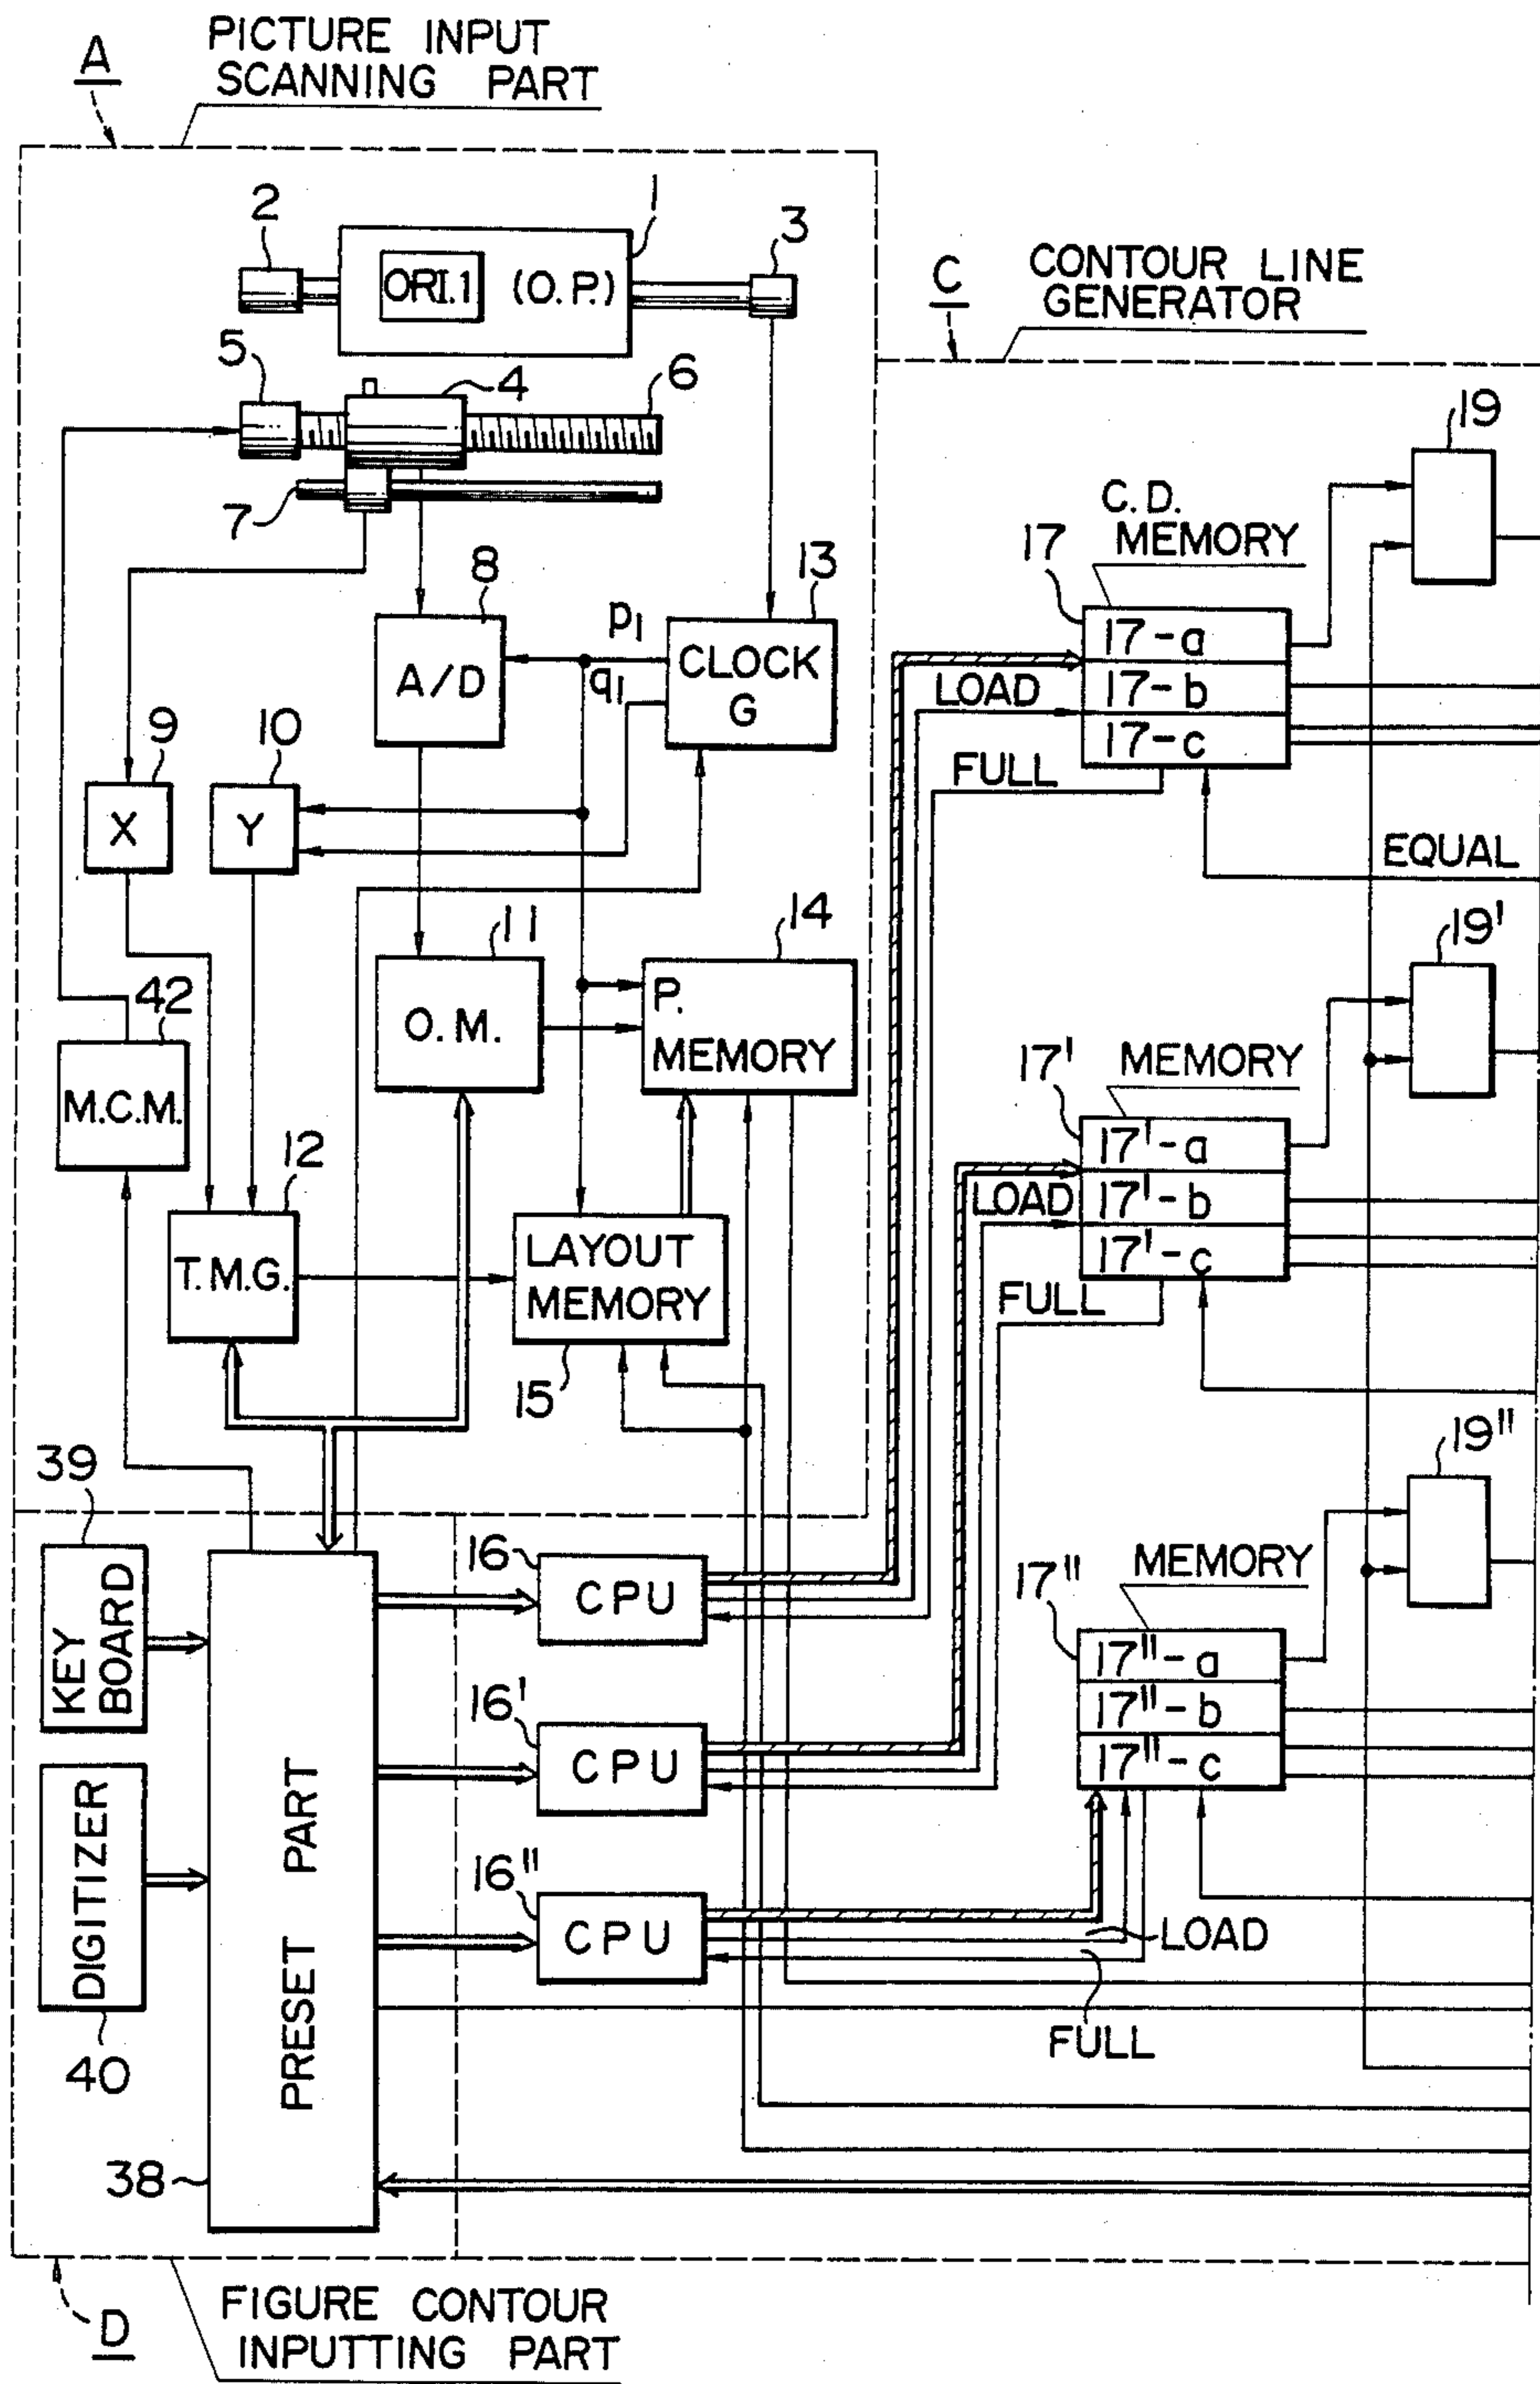 A
PICTURE INPUT
SCANNING PART
2
1
3
ORI.1
(O.P.)
C
CONTOUR LINE
GENERATOR
5
4
6
7
19
C.D.
MEMORY
17
8
13
p1
q1
A/D
CLOCK
G
17-a
17-b
17-c
LOAD
FULL
9
10
X
Y
EQUAL
11
14
19'
42
O.M.
P.
MEMORY
M.C.M.
17'
MEMORY
17'-a
17'-b
17'-c
LOAD
FULL
12
T.M.G.
LAYOUT
MEMORY
15
19"
39
KEY
BOARD
16
CPU
17"
MEMORY
17"-a
17"-b
17"-c
16'
CPU
DIGITIZER
PRESET PART
16"
CPU
LOAD
FULL
40
38
D
FIGURE CONTOUR
INPUTTING PART